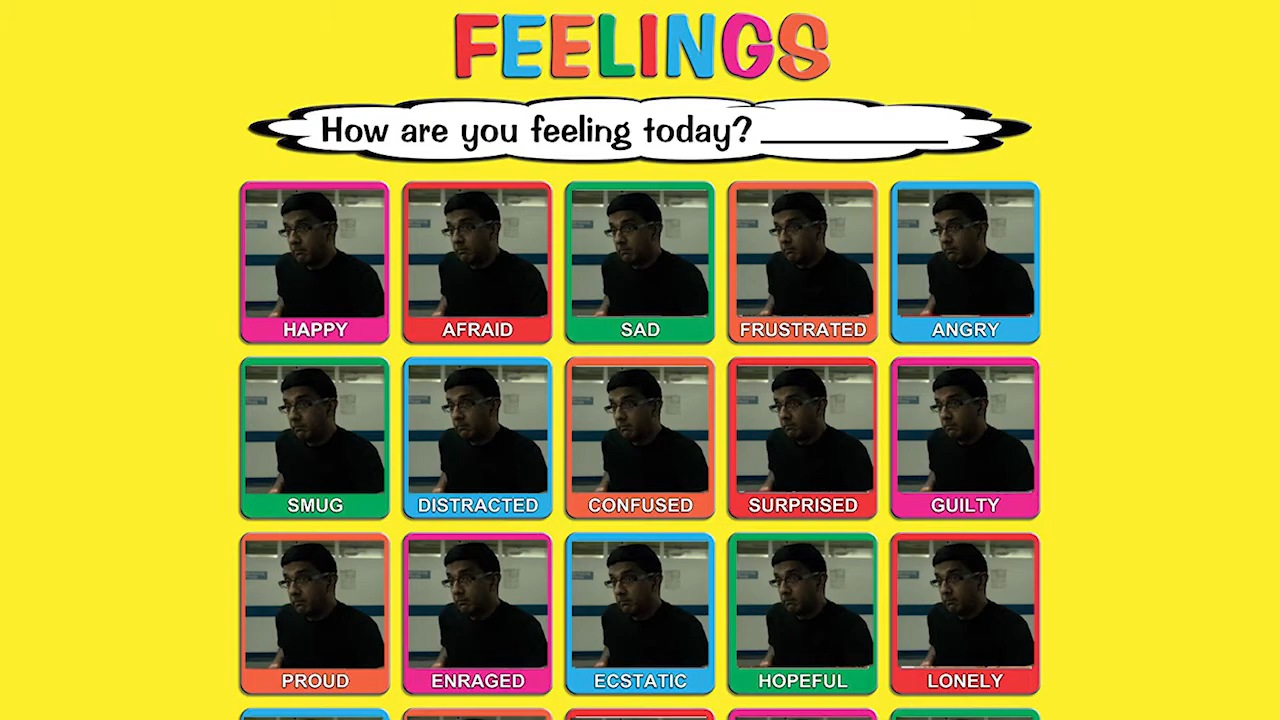 FEELINGS
How are you feeling today? __________
HAPPY AFRAID SAD FRUSTRATED ANGRY
SMUG DISTRACTED CONFUSED SURPRISED GUILTY
PROUD ENRAGED ECSTATIC HOPEFUL LONELY